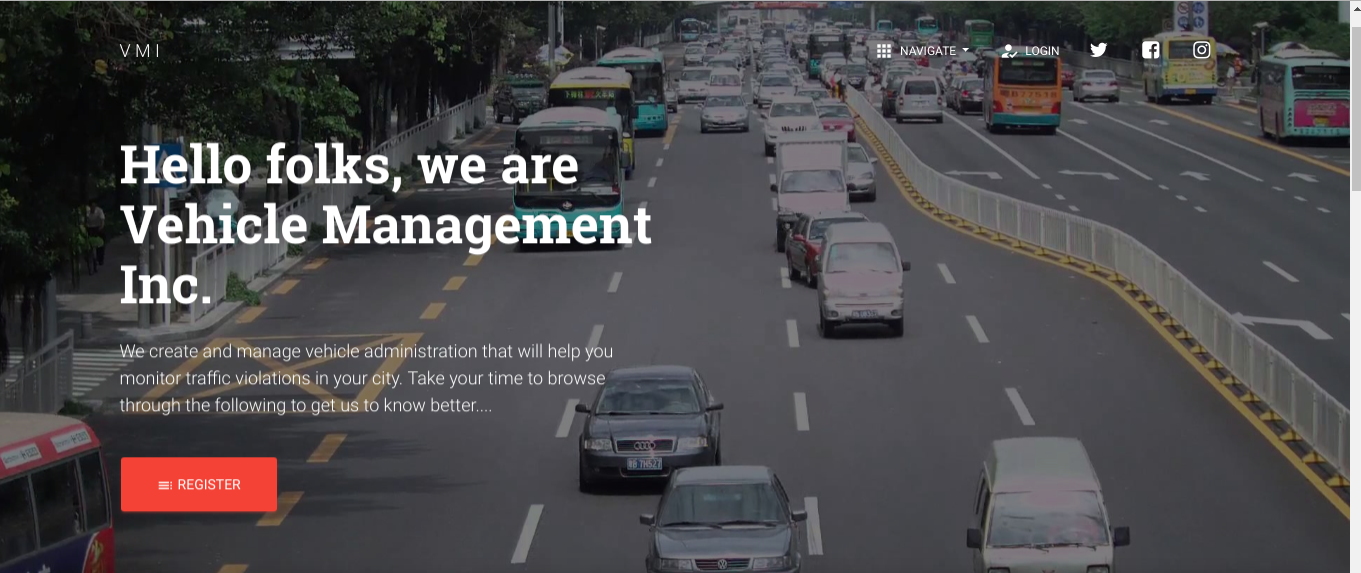 VMI
NAVIGATE
LOGIN
Hello folks, we are
Vehicle Management
Inc.
We create and manage vehicle administration that will help you
monitor traffic violations in your city. Take your time to browse
through the following to get us to know better....
REGISTER